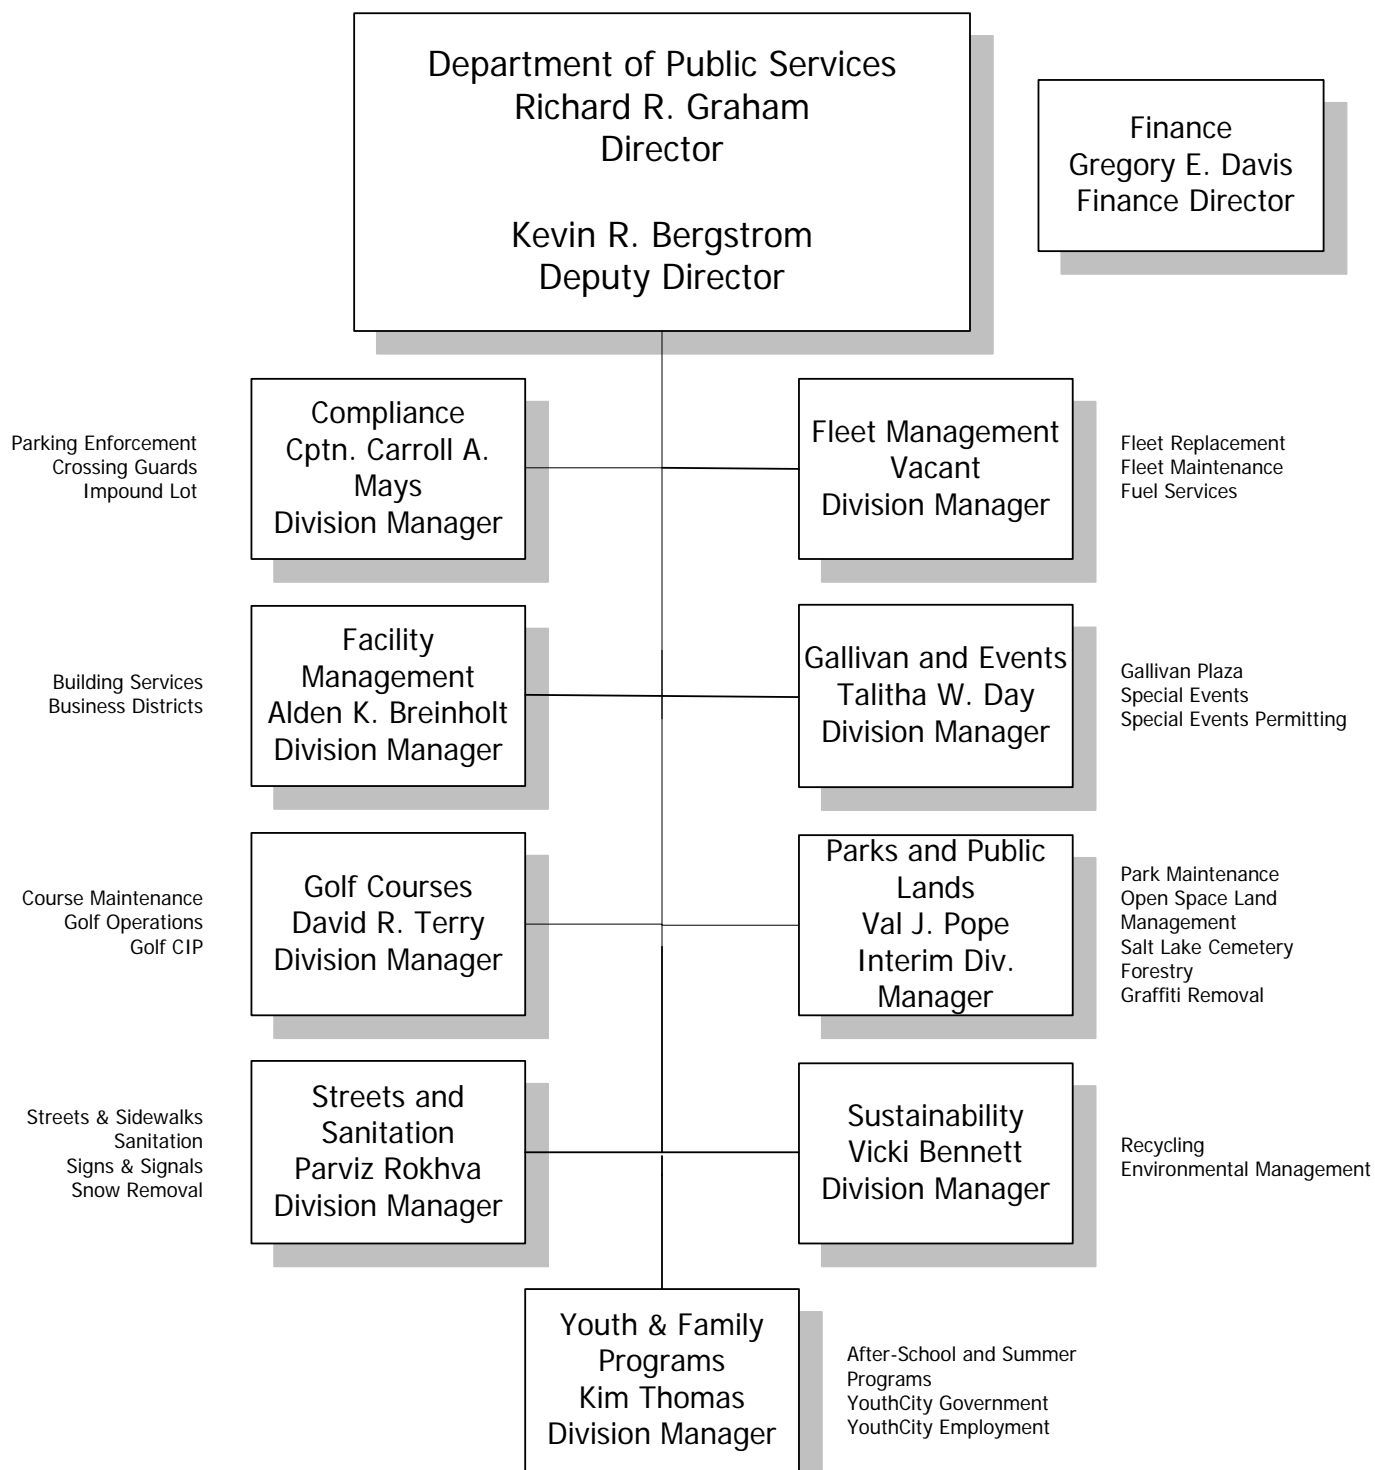 Department of Public Services
Richard R. Graham
Director
Kevin R. Bergstrom
Deputy Director
Finance
Gregory E. Davis
Finance Director
Parking Enforcement
Crossing Guards
Impound Lot
Compliance
Cptn. Carroll A.
Mays
Division Manager
Fleet Management
Vacant
Division Manager
Fleet Replacement
Fleet Maintenance
Fuel Services
Building Services
Business Districts
Facility
Management
Alden K. Breinholt
Division Manager
Gallivan and Events
Talitha W. Day
Division Manager
Gallivan Plaza
Special Events
Special Events Permitting
Course Maintenance
Golf Operations
Golf CIP
Golf Courses
David R. Terry
Division Manager
Parks and Public
Lands
Val J. Pope
Interim Div.
Manager
Park Maintenance
Open Space Land
Management
Salt Lake Cemetery
Forestry
Graffiti Removal
Streets & Sidewalks
Sanitation
Signs & Signals
Snow Removal
Streets and
Sanitation
Parviz Rokhva
Division Manager
Sustainability
Vicki Bennett
Division Manager
Recycling
Environmental Management
Youth & Family
Programs
Kim Thomas
Division Manager
After-School and Summer
Programs
YouthCity Government
YouthCity Employment